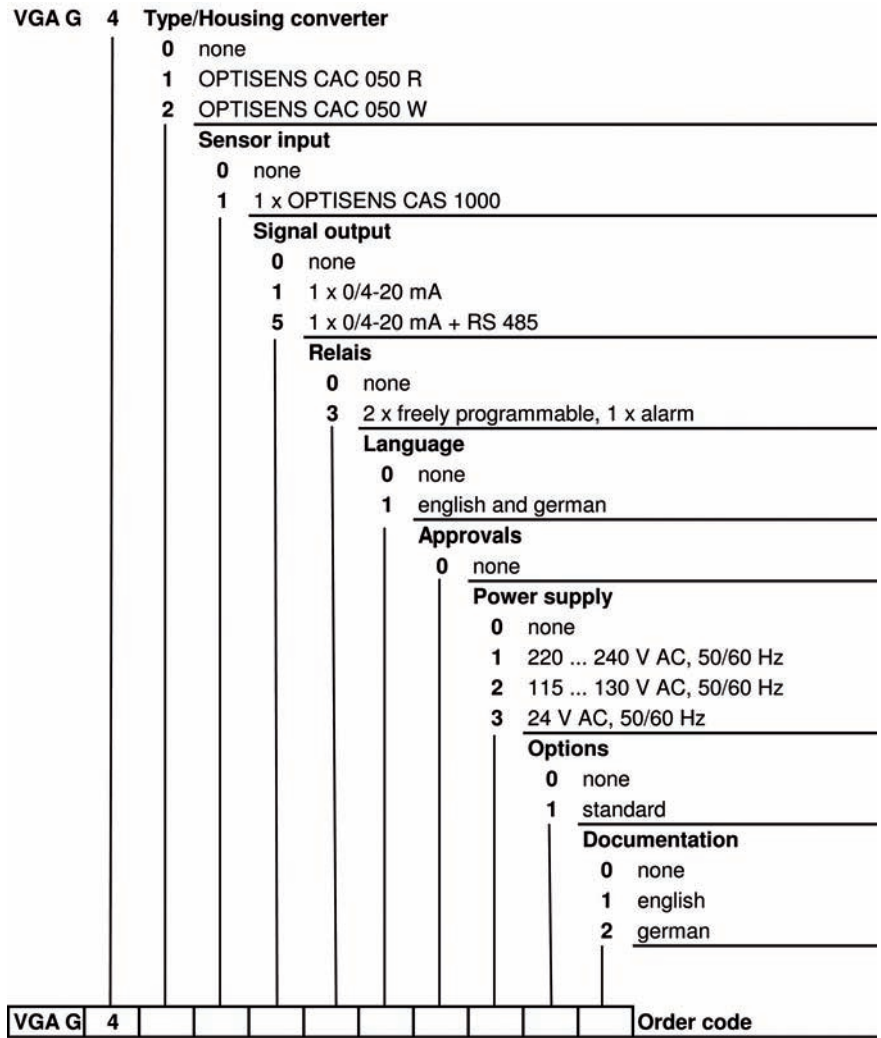 VGA G 4 Type/Housing converter
0 none
1 OPTISENS CAC 050 R
2 OPTISENS CAC 050 W
Sensor input
0 none
1 1 x OPTISENS CAS 1000
Signal output
0 none
1 1 x 0/4-20 mA
5 1 x 0/4-20 mA + RS 485
Relais
0 none
3 2 x freely programmable, 1 x alarm
Language
0 none
1 english and german
Approvals
0 none
Power supply
0 none
1 220 ... 240 V AC, 50/60 Hz
2 115 ... 130 V AC, 50/60 Hz
3 24 V AC, 50/60 Hz
Options
0 none
1 standard
Documentation
0 none
1 english
2 german
VGA G 4 Order code